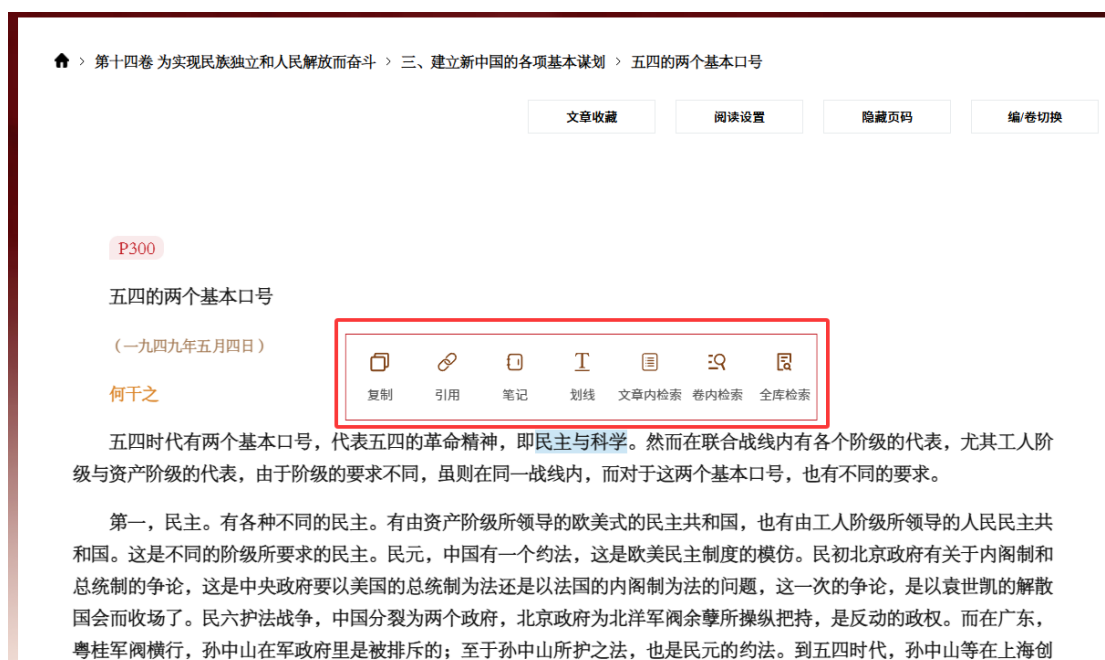 第十四卷 为实现民族独立和人民解放而奋斗 > 三、建立新中国的各项基本谋划 > 五四的两个基本口号
文章收藏 阅读设置 隐藏页码 编/卷切换
P300
五四的两个基本口号
（一九四九年五月四日）
何干之
复制 引用 笔记 划线 文章内检索 卷内检索 全库检索
五四时代有两个基本口号，代表五四的革命精神，即民主与科学。然而在联合战线内有各个阶级的代表，尤其工人阶
级与资产阶级的代表，由于阶级的要求不同，虽则在同一战线内，而对于这两个基本口号，也有不同的要求。
第一，民主。有各种不同的民主。有由资产阶级所领导的欧美式的民主共和国，也有由工人阶级所领导的人民民主共
和国。这是不同的阶级所要求的民主。民元，中国有一个约法，这是欧美民主制度的模仿。民初北京政府有关于内阁制和
总统制的争论，这是中央政府要以美国的总统制为法还是以法国的内阁制为法的问题，这一次的争论，是以袁世凯的解散
国会而收场了。民六护法战争，中国分裂为两个政府，北京政府为北洋军阀余孽所操纵把持，是反动的政权。而在广东，
粤桂军阀横行，孙中山在军政府里是被排斥的；至于孙中山所护之法，也是民元的约法。到五四时代，孙中山等在上海创